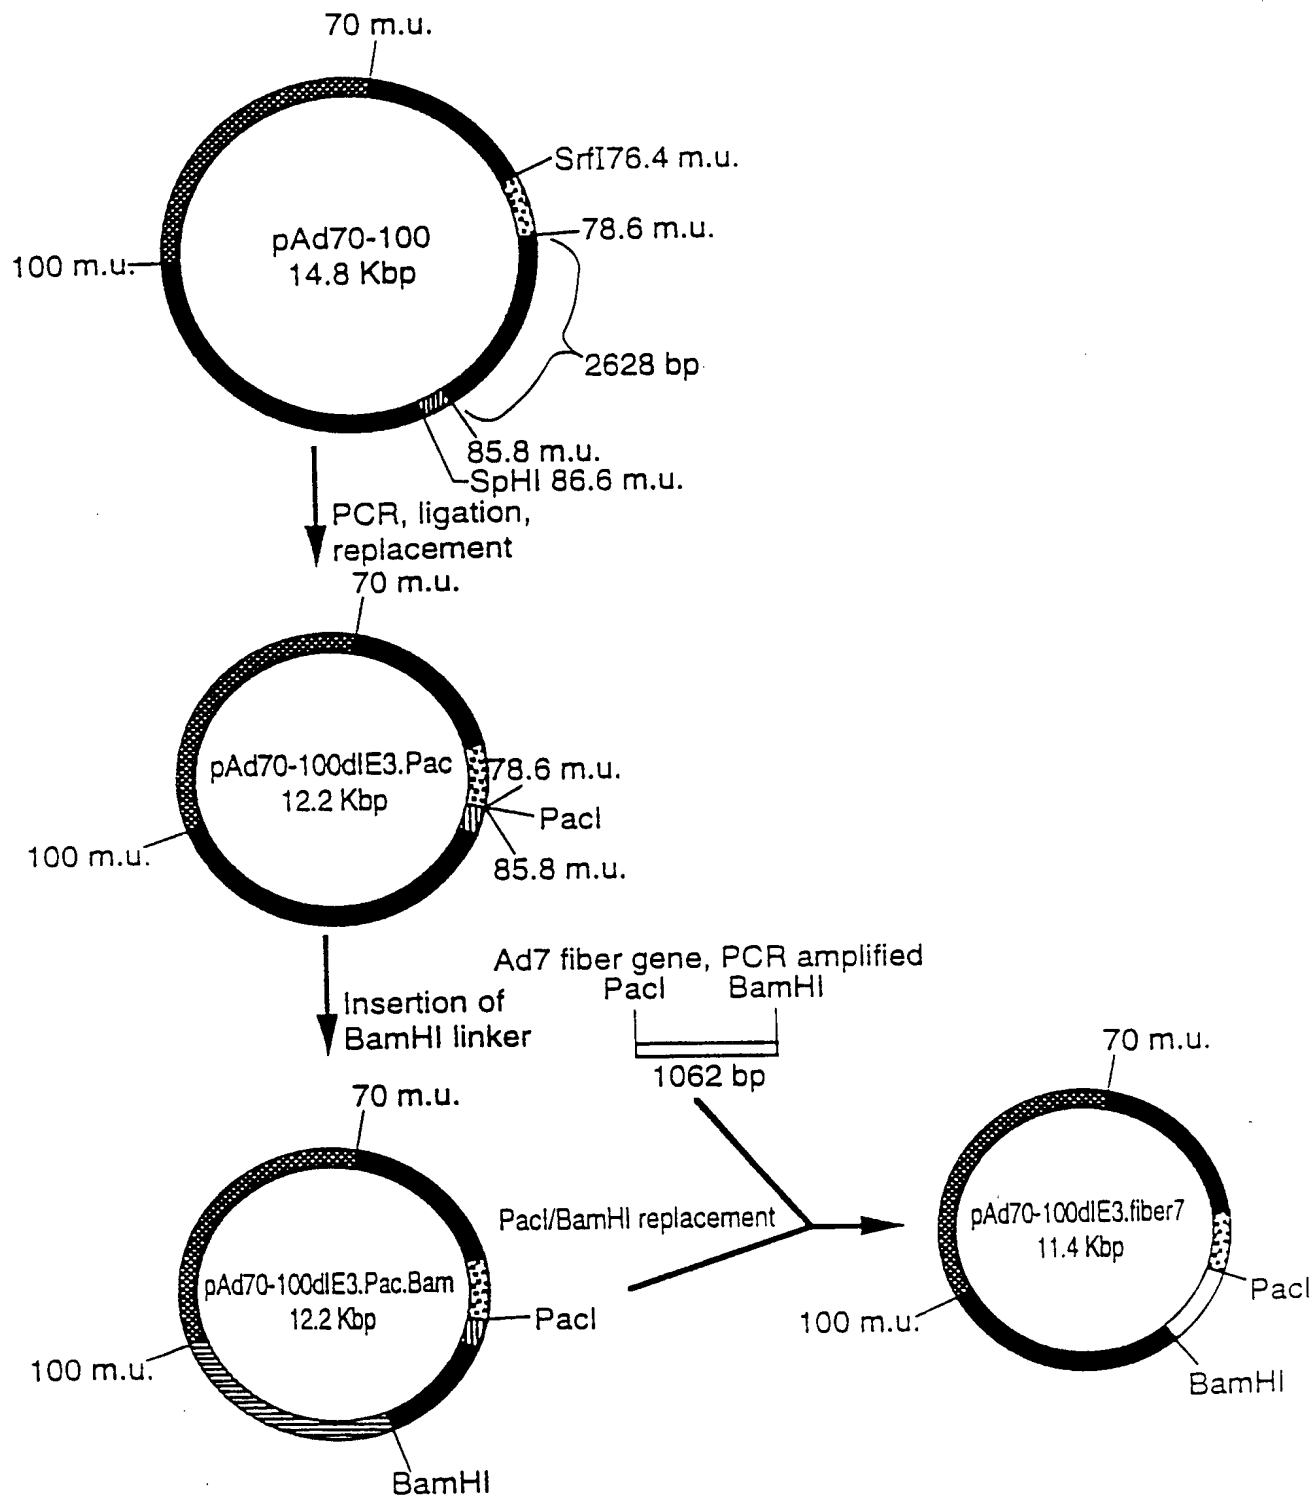 70 m.u.
SrfI76.4 m.u.
78.6 m.u.
pAd70-100
14.8 Kbp
100 m.u.
2628 bp
85.8 m.u.
SpHI 86.6 m.u.
PCR, ligation,
replacement
70 m.u.
pAd70-100dlE3.Pac
12.2 Kbp
78.6 m.u.
PacI
100 m.u.
85.8 m.u.
Insertion of
BamHI linker
Ad7 fiber gene, PCR amplified
PacI BamHI
1062 bp
70 m.u.
pAd70-100dlE3.Pac.Bam
12.2 Kbp
PacI
100 m.u.
BamHI
PacI/BamHI replacement
70 m.u.
pAd70-100dlE3.fiber7
11.4 Kbp
PacI
100 m.u.
BamHI